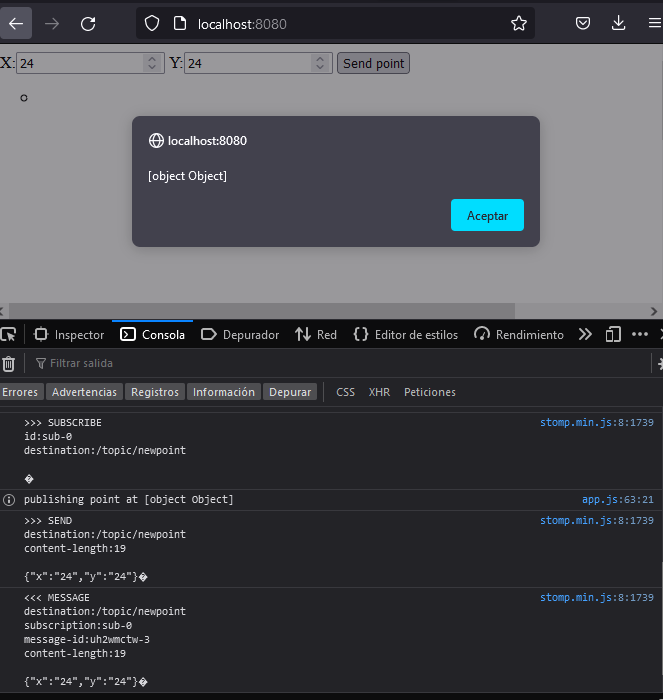 localhost:8080
X: 24 Y: 24 Send point
localhost:8080
[object Object]
Aceptar
Inspector Consola Depurador Red Editor de estilos Rendimiento
Filtrar salida
Errores Advertencias Registros Información Depurar CSS XHR Peticiones
>>> SUBSCRIBE stomp.min.js:8:1739
id:sub-0
destination:/topic/newpoint
�
publishing point at [object Object] app.js:63:21
>>> SEND stomp.min.js:8:1739
destination:/topic/newpoint
content-length:19
{"x":"24","y":"24"}�
<<< MESSAGE stomp.min.js:8:1739
destination:/topic/newpoint
subscription:sub-0
message-id:uh2wmctw-3
content-length:19
{"x":"24","y":"24"}�